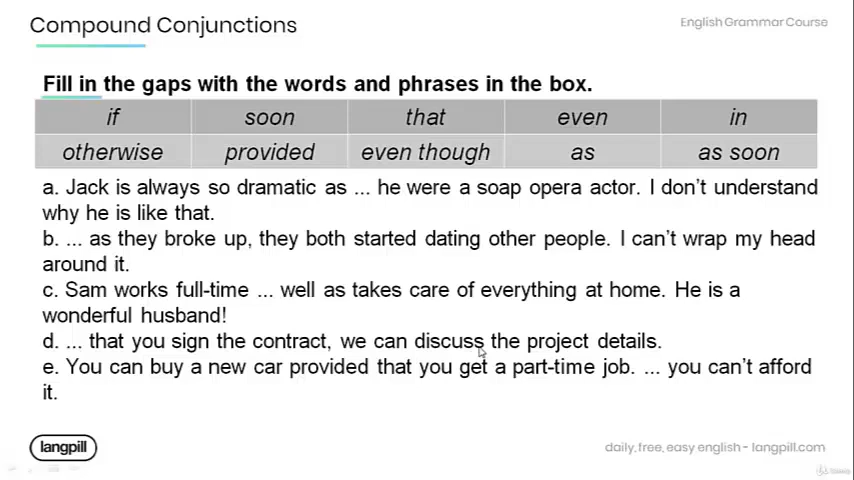 Compound Conjunctions
English Grammar Course
Fill in the gaps with the words and phrases in the box.
if soon that even in
otherwise provided even though as as soon
a. Jack is always so dramatic as ... he were a soap opera actor. I don't understand
why he is like that.
b. ... as they broke up, they both started dating other people. I can't wrap my head
around it.
c. Sam works full-time ... well as takes care of everything at home. He is a
wonderful husband!
d. ... that you sign the contract, we can discuss the project details.
e. You can buy a new car provided that you get a part-time job. ... you can't afford
it.
langpill
daily, free, easy english - langpill.com